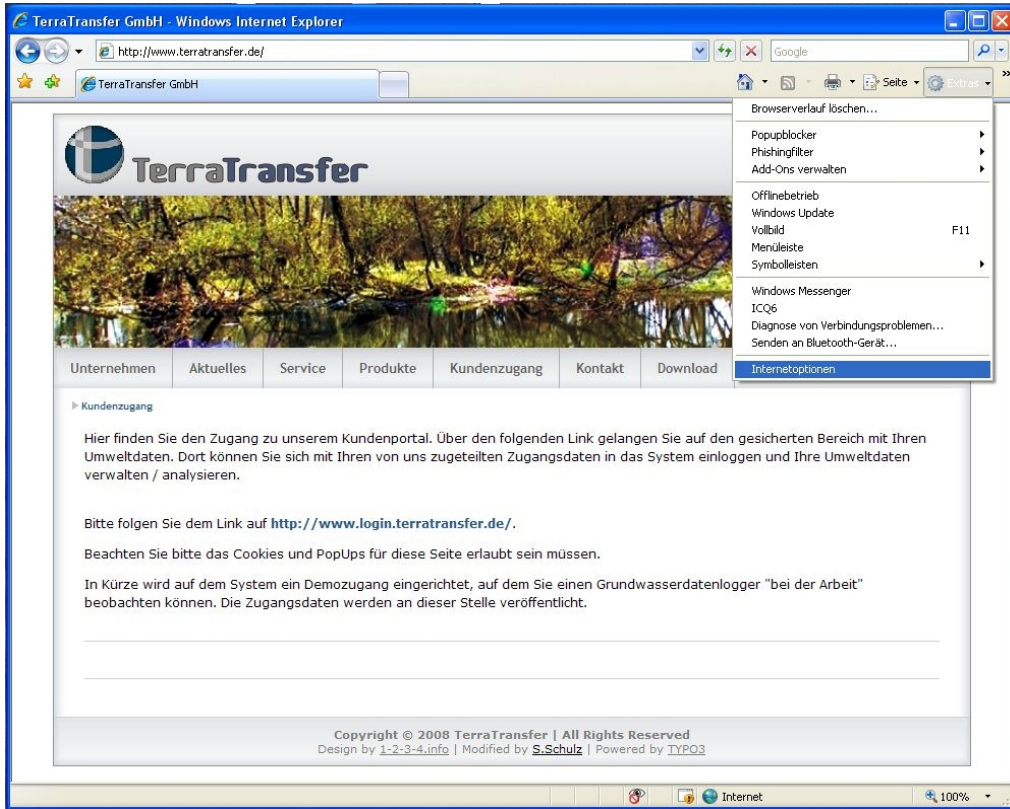 TerraTransfer GmbH - Windows Internet Explorer
http://www.terratransfer.de/
Google
TerraTransfer GmbH
Seite
Extras
»
Browserverlauf löschen...
Popupblocker
Phishingfilter
Add-Ons verwalten
Offlinebetrieb
Windows Update
Vollbild F11
Menüleiste
Symbolleisten
Windows Messenger
ICQ6
Diagnose von Verbindungsproblemen...
Senden an Bluetooth-Gerät...
Internetoptionen
TerraTransfer
Unternehmen Aktuelles Service Produkte Kundenzugang Kontakt Download
Kundenzugang
Hier finden Sie den Zugang zu unserem Kundenportal. Über den folgenden Link gelangen Sie auf den gesicherten Bereich mit Ihren
Umweltdaten. Dort können Sie sich mit Ihren von uns zugeteilten Zugangsdaten in das System einloggen und Ihre Umweltdaten
verwalten / analysieren.
Bitte folgen Sie dem Link auf http://www.login.terratransfer.de/.
Beachten Sie bitte das Cookies und PopUps für diese Seite erlaubt sein müssen.
In Kürze wird auf dem System ein Demozugang eingerichtet, auf dem Sie einen Grundwasserdatenlogger "bei der Arbeit"
beobachten können. Die Zugangsdaten werden an dieser Stelle veröffentlicht.
Copyright © 2008 TerraTransfer | All Rights Reserved
Design by 1-2-3-4.info | Modified by S.Schulz | Powered by TYPO3
Internet
100%